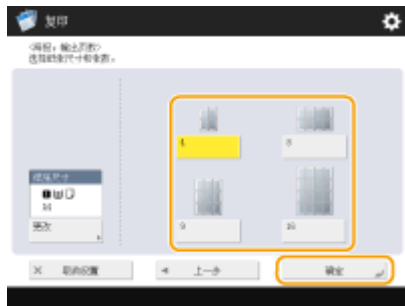 复印
<海报：输出页数>
选择纸张尺寸和张数。
4
8
纸张尺寸
更改
9
16
取消设置
上一步
确定